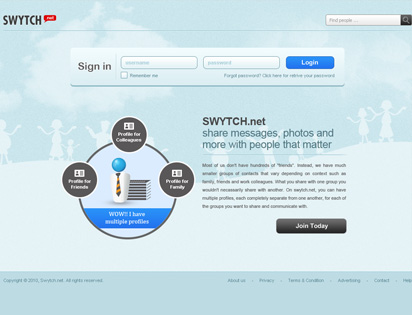 SWYTCH.net
Find people ...
Sign in
username
password
Login
Remember me
Forgot password? Click here for retrive your password
Profile for
Colleagues
Profile for
Friends
Profile for
Family
WOW!! I have
multiple profiles
SWYTCH.net
share messages, photos and
more with people that matter
Most of us don't have hundreds of "friends". Instead, we have much
smaller groups of contacts that vary depending on context such as
family, friends and work colleagues. What you share with one group you
wouldn't necessarily share with another. On swytch.net, you can have
multiple profiles, each completely separate from one another, for each of
the groups you want to share and communicate with.
Join Today
Copyright © 2010, Swytch.net. All rights reserved.
About us - Privacy - Terms & Condition - Advertising - Contact - Help